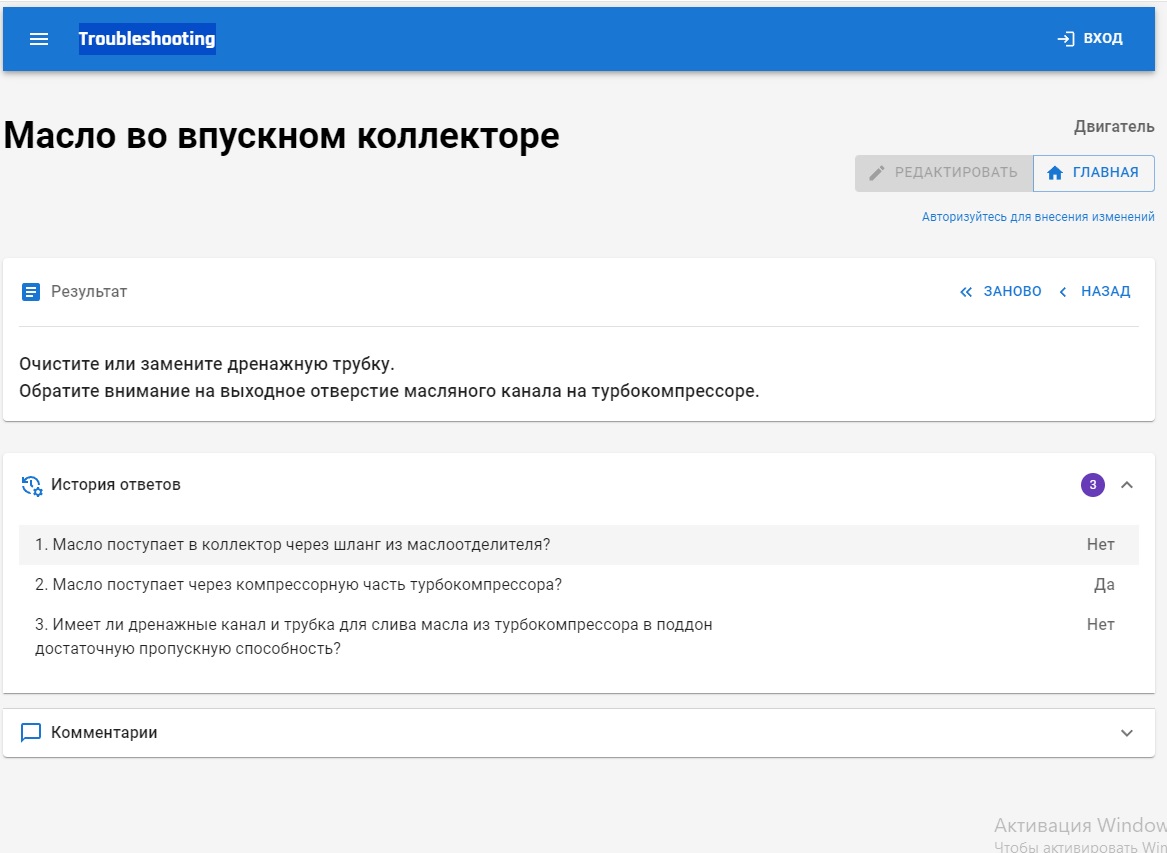 Troubleshooting
ВХОД
Масло во впускном коллекторе
Двигатель
РЕДАКТИРОВАТЬ
ГЛАВНАЯ
Авторизуйтесь для внесения изменений
Результат
ЗАНОВО
НАЗАД
Очистите или замените дренажную трубку.
Обратите внимание на выходное отверстие масляного канала на турбокомпрессоре.
История ответов
3
1. Масло поступает в коллектор через шланг из маслоотделителя?
Нет
2. Масло поступает через компрессорную часть турбокомпрессора?
Да
3. Имеет ли дренажные канал и трубка для слива масла из турбокомпрессора в поддон
Нет
достаточную пропускную способность?
Комментарии
Активация Window
Чтобы активировать Win